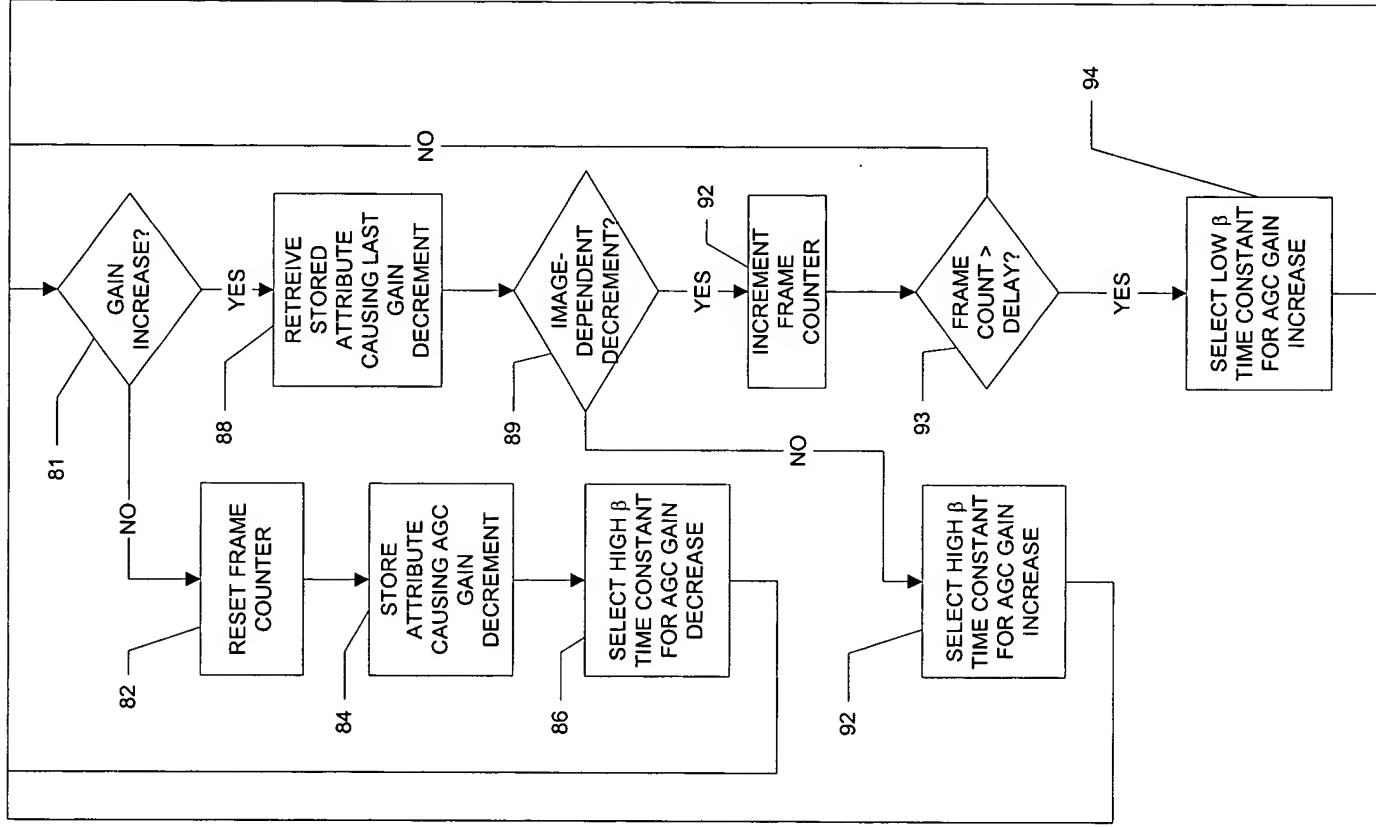 GAIN
INCREASE?
81
NO
YES
RESET FRAME
COUNTER
82
STORE
ATTRIBUTE
CAUSING AGC
GAIN
DECREMENT
84
SELECT HIGH β
TIME CONSTANT
FOR AGC GAIN
DECREASE
86
RETREIVE
STORED
ATTRIBUTE
CAUSING LAST
GAIN
DECREMENT
88
IMAGE-
DEPENDENT
DECREMENT?
89
NO
YES
SELECT HIGH β
TIME CONSTANT
FOR AGC GAIN
INCREASE
92
INCREMENT
FRAME
COUNTER
92
FRAME
COUNT >
DELAY?
93
NO
YES
SELECT LOW β
TIME CONSTANT
FOR AGC GAIN
INCREASE
94